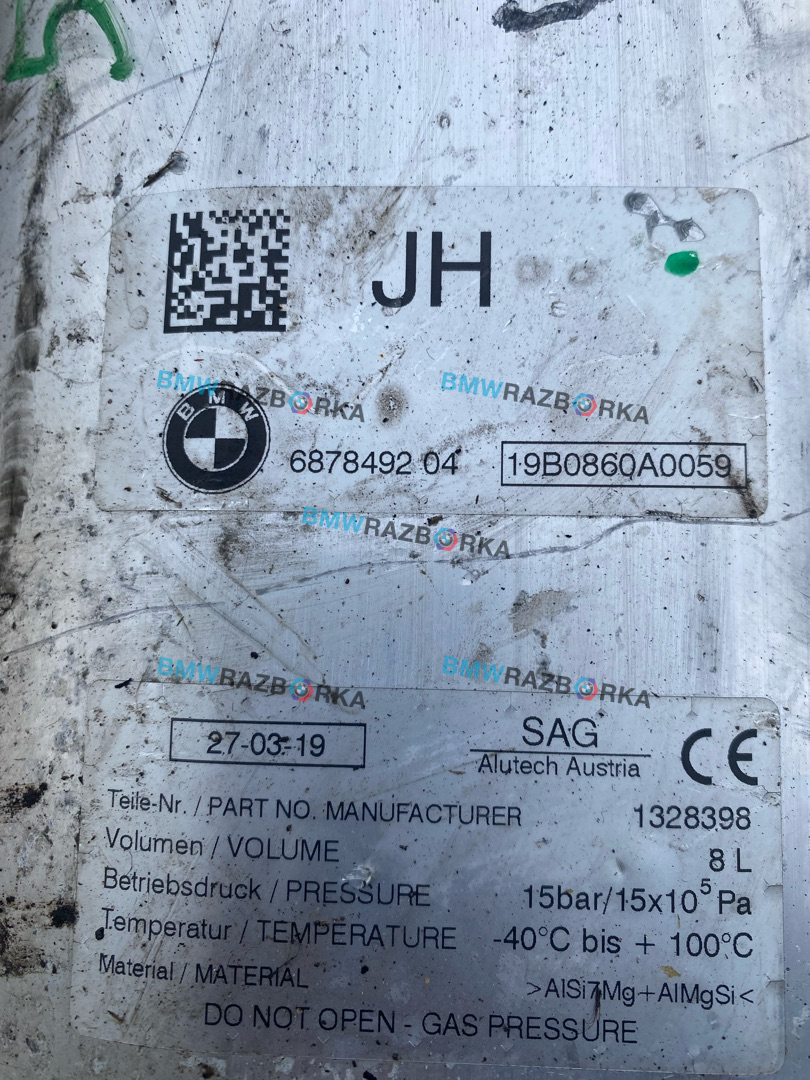 JH
BMWRAZBORKA
BMWRAZBORKA
BMW
6878492 04
19B0860A0059
BMWRAZBORKA
BMWRAZBORKA
BMWRAZBORKA
27-03-19
SAG
Alutech Austria
CE
Teile-Nr. / PART NO. MANUFACTURER 1328398
Volumen / VOLUME 8 L
Betriebsdruck / PRESSURE 15bar/15x10⁵ Pa
Temperatur / TEMPERATURE -40°C bis + 100°C
Material / MATERIAL >AlSi7Mg+AlMgSi<
DO NOT OPEN - GAS PRESSURE